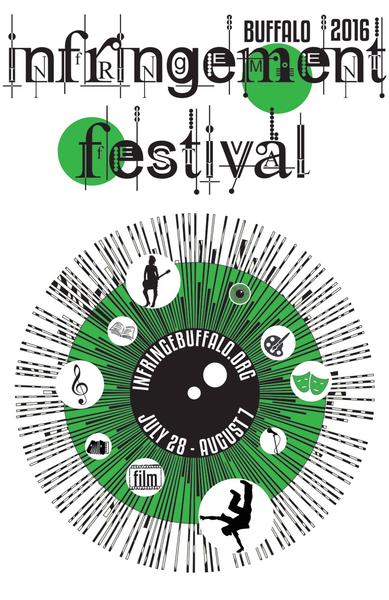 BUFFALO 2016
infringement
festival
INFRINGEBUFFALO.ORG
film
JULY 28 - AUGUST 7